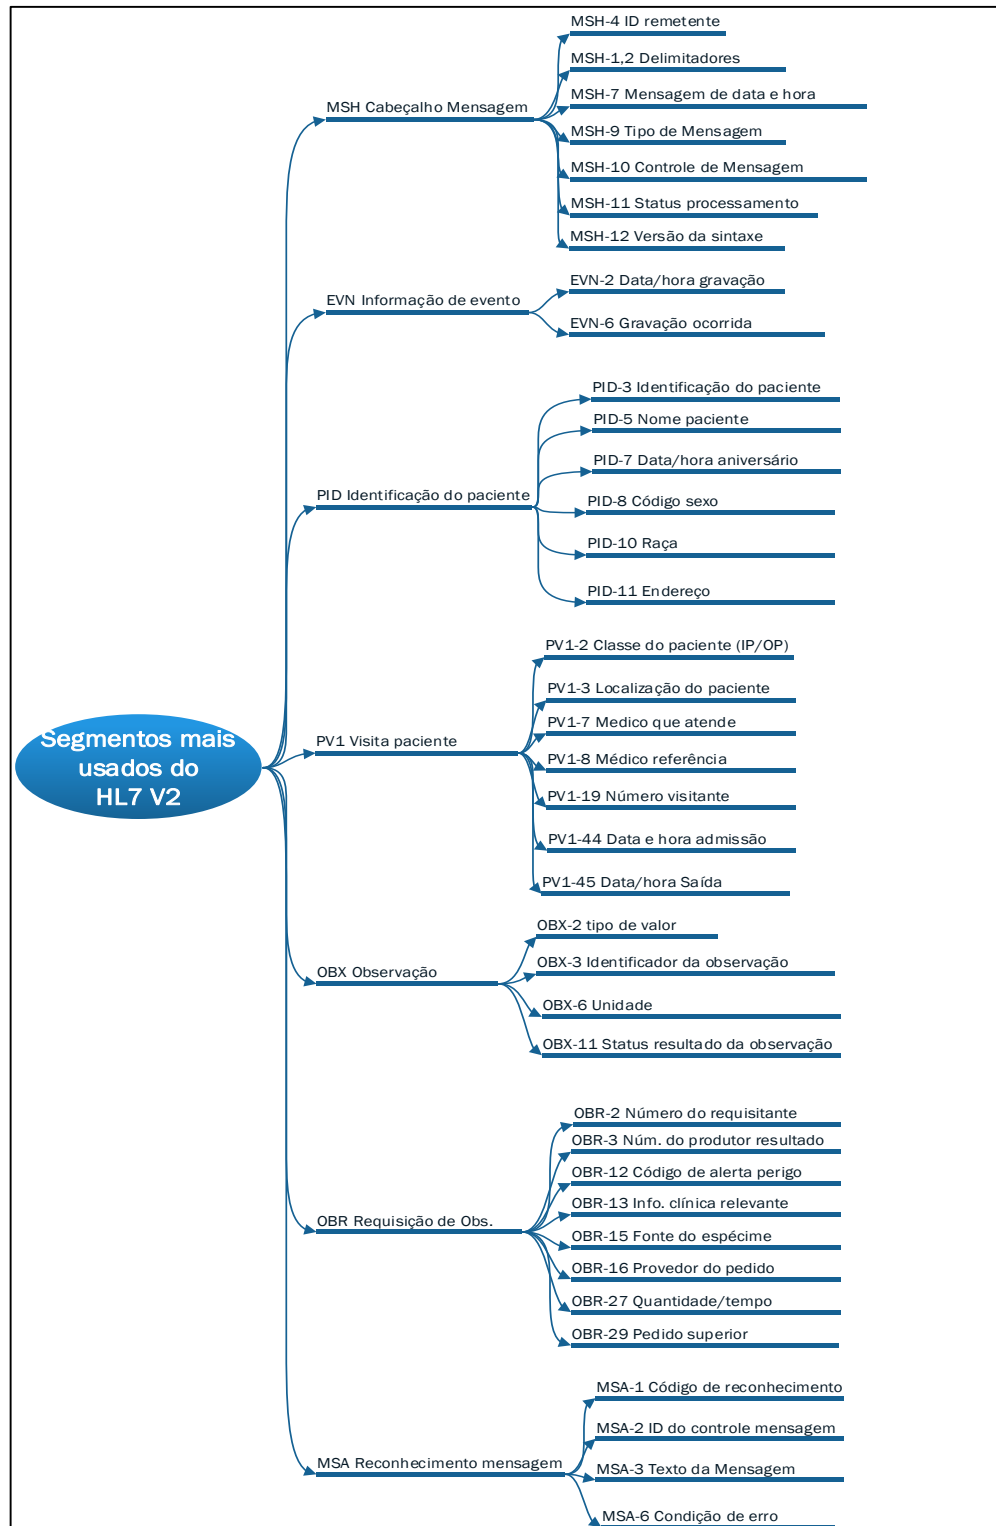 Segmentos mais
usados do
HL7 V2
MSH Cabeçalho Mensagem
MSH-4 ID remetente
MSH-1,2 Delimitadores
MSH-7 Mensagem de data e hora
MSH-9 Tipo de Mensagem
MSH-10 Controle de Mensagem
MSH-11 Status processamento
MSH-12 Versão da sintaxe
EVN Informação de evento
EVN-2 Data/hora gravação
EVN-6 Gravação ocorrida
PID Identificação do paciente
PID-3 Identificação do paciente
PID-5 Nome paciente
PID-7 Data/hora aniversário
PID-8 Código sexo
PID-10 Raça
PID-11 Endereço
PV1 Visita paciente
PV1-2 Classe do paciente (IP/OP)
PV1-3 Localização do paciente
PV1-7 Medico que atende
PV1-8 Médico referência
PV1-19 Número visitante
PV1-44 Data e hora admissão
PV1-45 Data/hora Saída
OBX Observação
OBX-2 tipo de valor
OBX-3 Identificador da observação
OBX-6 Unidade
OBX-11 Status resultado da observação
OBR Requisição de Obs.
OBR-2 Número do requisitante
OBR-3 Núm. do produtor resultado
OBR-12 Código de alerta perigo
OBR-13 Info. clínica relevante
OBR-15 Fonte do espécime
OBR-16 Provedor do pedido
OBR-27 Quantidade/tempo
OBR-29 Pedido superior
MSA Reconhecimento mensagem
MSA-1 Código de reconhecimento
MSA-2 ID do controle mensagem
MSA-3 Texto da Mensagem
MSA-6 Condição de erro